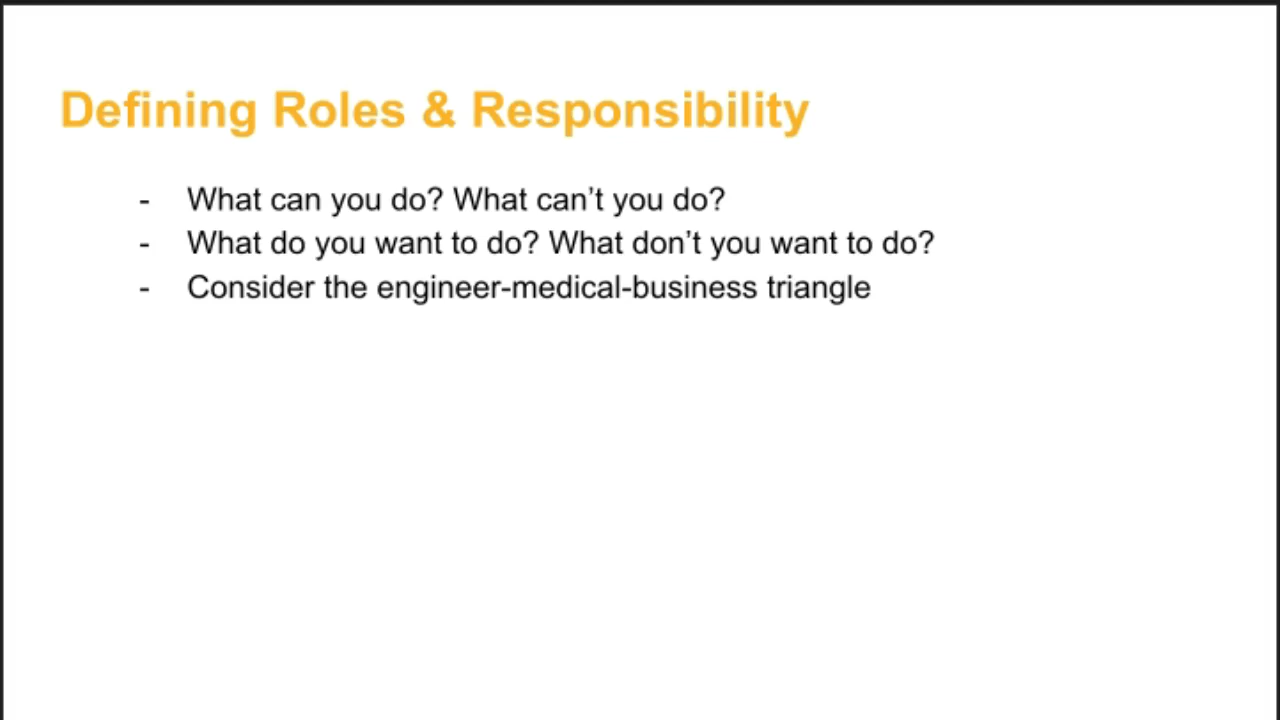 Defining Roles & Responsibility
- What can you do? What can’t you do?
- What do you want to do? What don’t you want to do?
- Consider the engineer-medical-business triangle